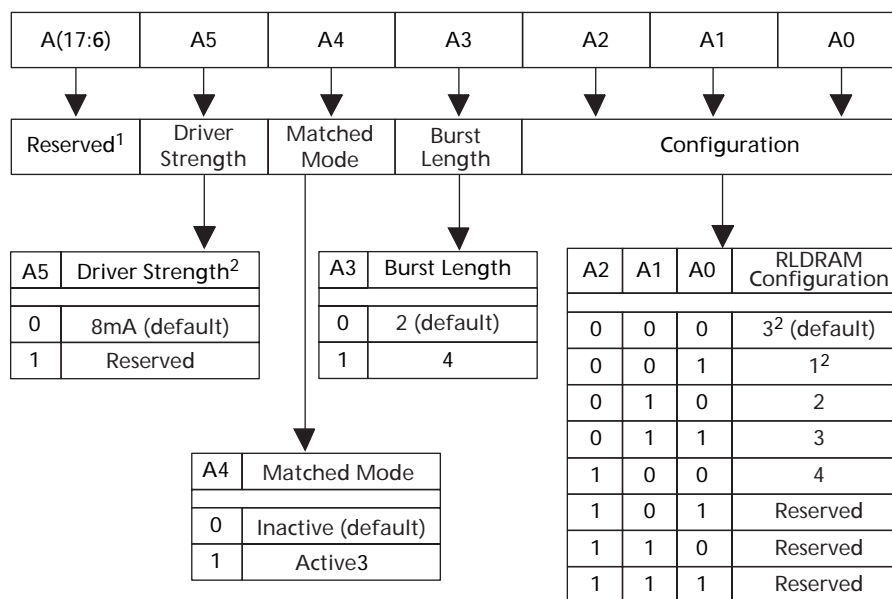 A(17:6) A5 A4 A3 A2 A1 A0
Reserved1 Driver Strength Matched Mode Burst Length Configuration
A5 Driver Strength2
0 8mA (default)
1 Reserved
A3 Burst Length
0 2 (default)
1 4
A4 Matched Mode
0 Inactive (default)
1 Active3
A2 A1 A0 RLDRAM Configuration
0 0 0 32 (default)
0 0 1 12
0 1 0 2
0 1 1 3
1 0 0 4
1 0 1 Reserved
1 1 0 Reserved
1 1 1 Reserved